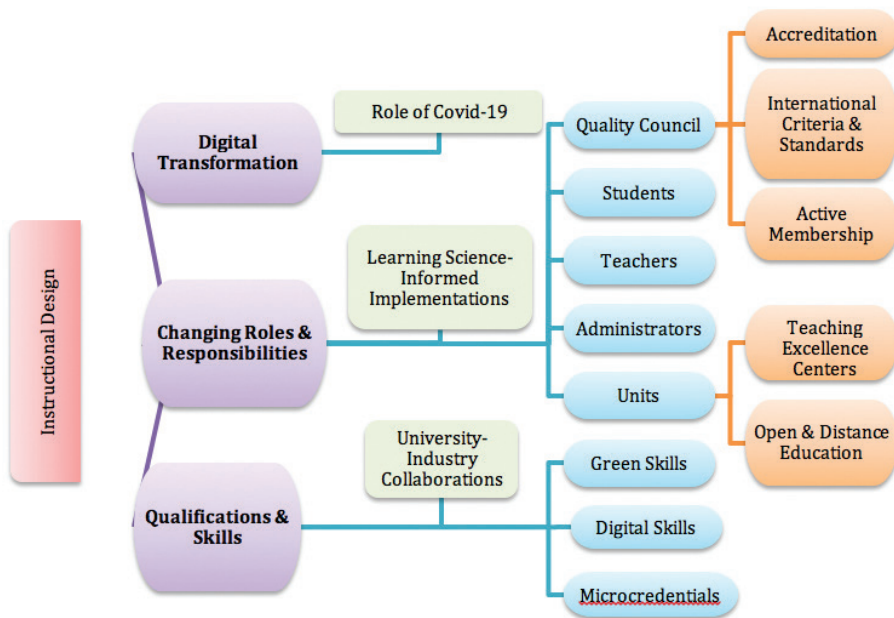 Instructional Design
Digital
Transformation
Role of Covid-19
Changing Roles &
Responsibilities
Learning Science-
Informed
Implementations
Quality Council
Accreditation
International
Criteria &
Standards
Active
Membership
Students
Teachers
Administrators
Units
Teaching
Excellence
Centers
Open & Distance
Education
Qualifications &
Skills
University-
Industry
Collaborations
Green Skills
Digital Skills
Microcredentials